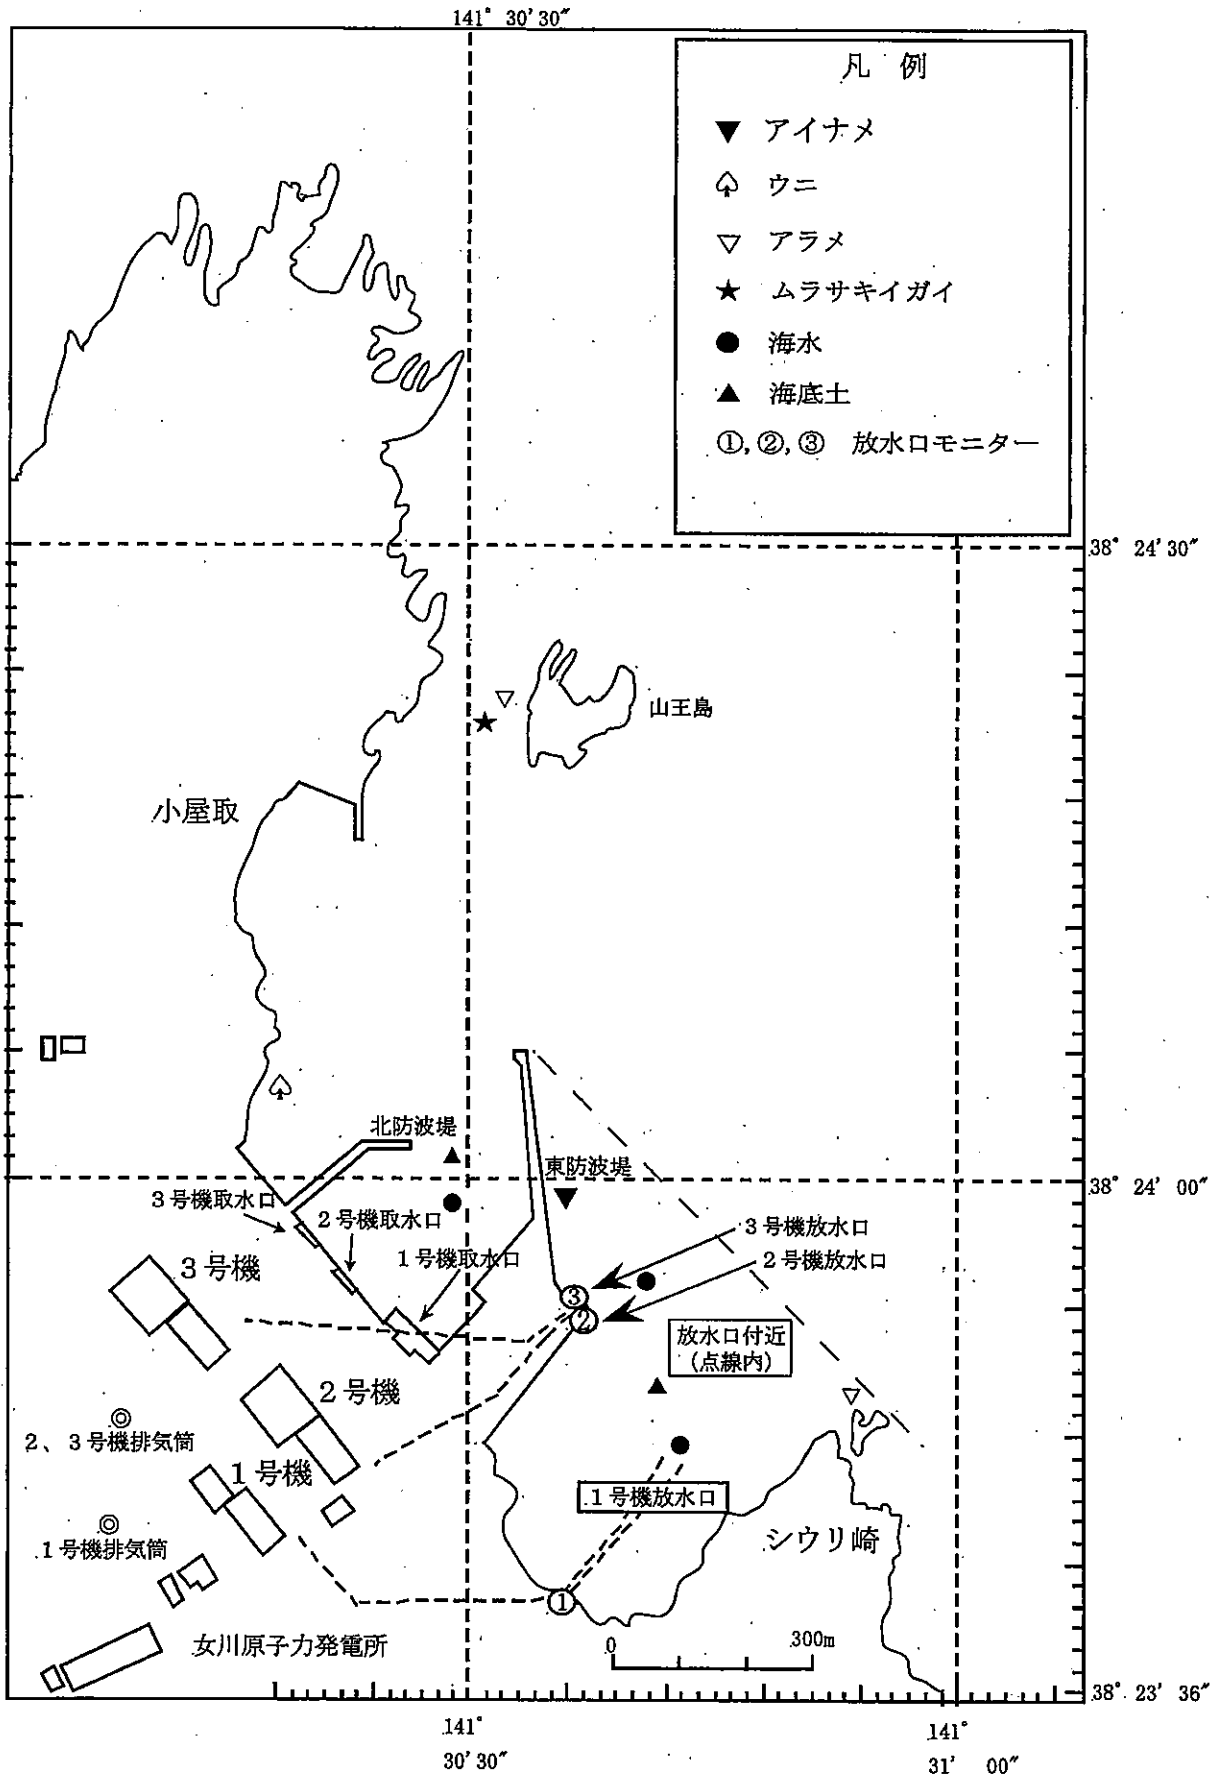 141° 30′30″
凡 例
アイナメ
ウニ
アラメ
ムラサキイガイ
海水
海底土
①,②,③ 放水口モニター
38° 24′30″
山王島
小屋取
北防波堤
東防波堤
38° 24′ 00″
3号機取水口
2号機取水口
1号機取水口
3号機放水口
2号機放水口
3号機
③
②
放水口付近
(点線内)
2号機
2、3号機排気筒
1号機
1号機放水口
1号機排気筒
シウリ崎
①
女川原子力発電所
0 300m
38° 23′ 36″
141°
30′ 30″
141°
31′ 00″